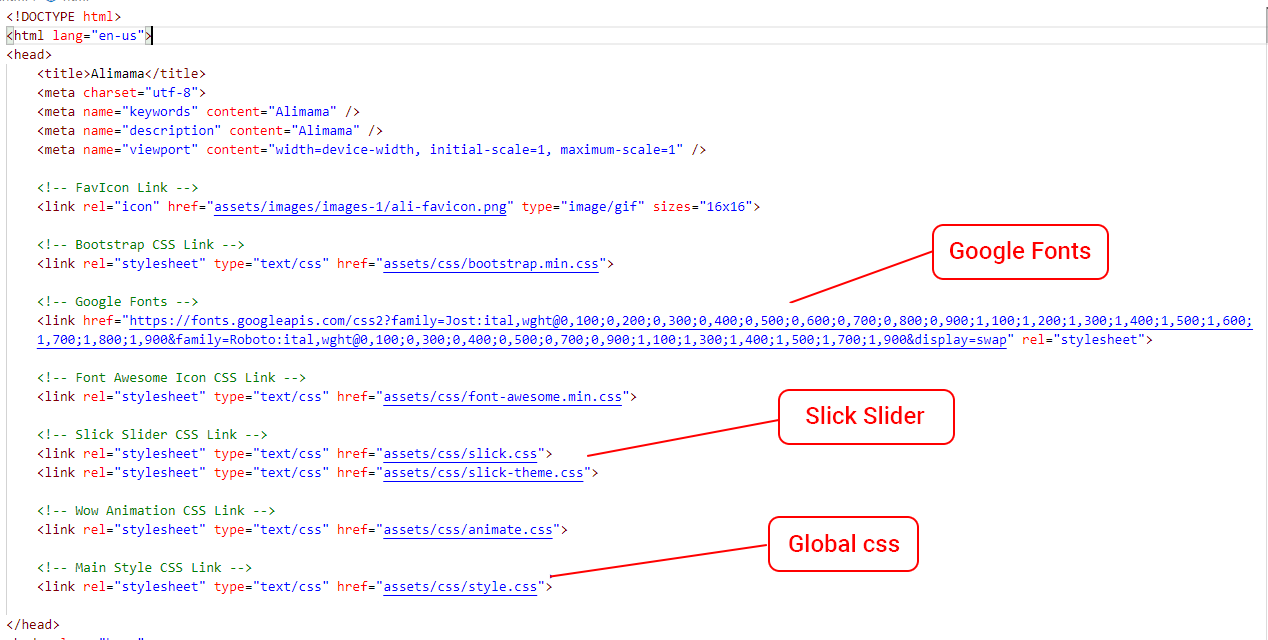 <!DOCTYPE html>
<html lang="en-us">
<head>
<title>Alimama</title>
<meta charset="utf-8">
<meta name="keywords" content="Alimama" />
<meta name="description" content="Alimama" />
<meta name="viewport" content="width=device-width, initial-scale=1, maximum-scale=1" />
<!-- FavIcon Link -->
<link rel="icon" href="assets/images/images-1/ali-favicon.png" type="image/gif" sizes="16x16">
<!-- Bootstrap CSS Link -->
<link rel="stylesheet" type="text/css" href="assets/css/bootstrap.min.css">
Google Fonts
<!-- Google Fonts -->
<link href="https://fonts.googleapis.com/css2?family=Jost:ital,wght@0,100;0,200;0,300;0,400;0,500;0,600;0,700;0,800;0,900;1,100;1,200;1,300;1,400;1,500;1,600;
1,700;1,800;1,900&family=Roboto:ital,wght@0,100;0,300;0,400;0,500;0,700;0,900;1,100;1,300;1,400;1,500;1,700;1,900&display=swap" rel="stylesheet">
<!-- Font Awesome Icon CSS Link -->
<link rel="stylesheet" type="text/css" href="assets/css/font-awesome.min.css">
Slick Slider
<!-- Slick Slider CSS Link -->
<link rel="stylesheet" type="text/css" href="assets/css/slick.css">
<link rel="stylesheet" type="text/css" href="assets/css/slick-theme.css">
<!-- Wow Animation CSS Link -->
<link rel="stylesheet" type="text/css" href="assets/css/animate.css">
Global css
<!-- Main Style CSS Link -->
<link rel="stylesheet" type="text/css" href="assets/css/style.css">
</head>